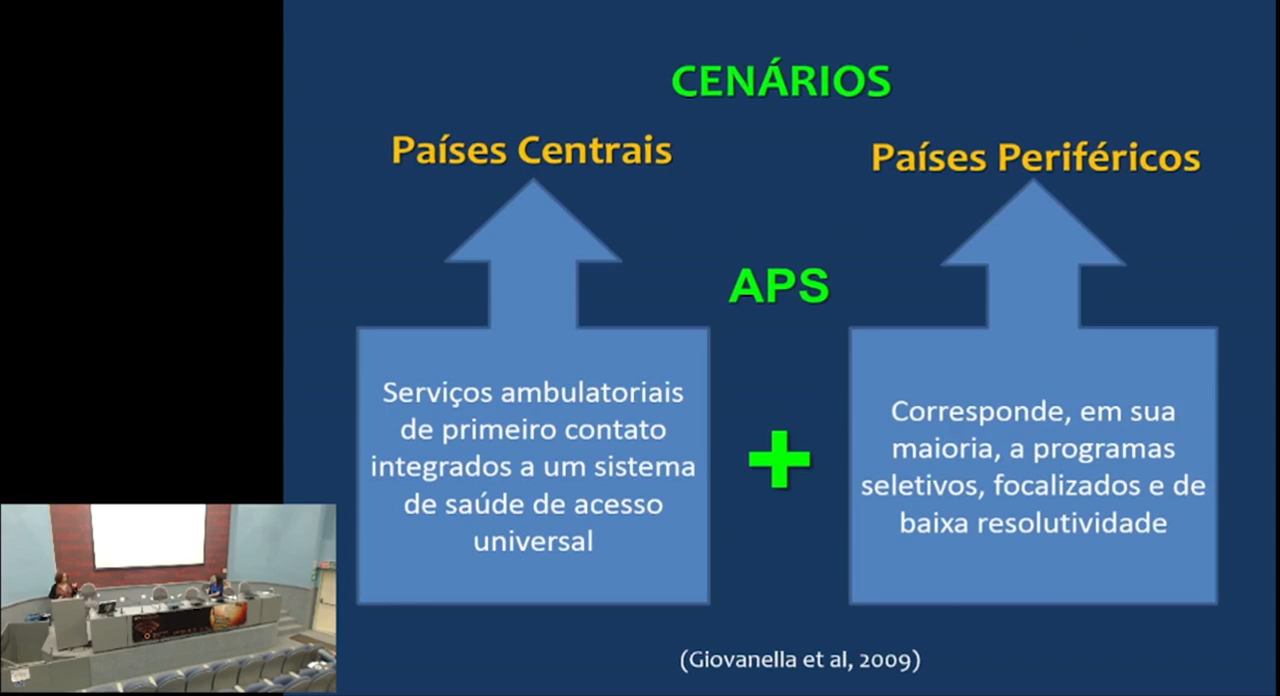 CENÁRIOS
Países Centrais
Países Periféricos
APS
Serviços ambulatoriais
de primeiro contato
integrados a um sistema
de saúde de acesso
universal
+
Corresponde, em sua
maioria, a programas
seletivos, focalizados e de
baixa resolutividade
(Giovanella et al, 2009)